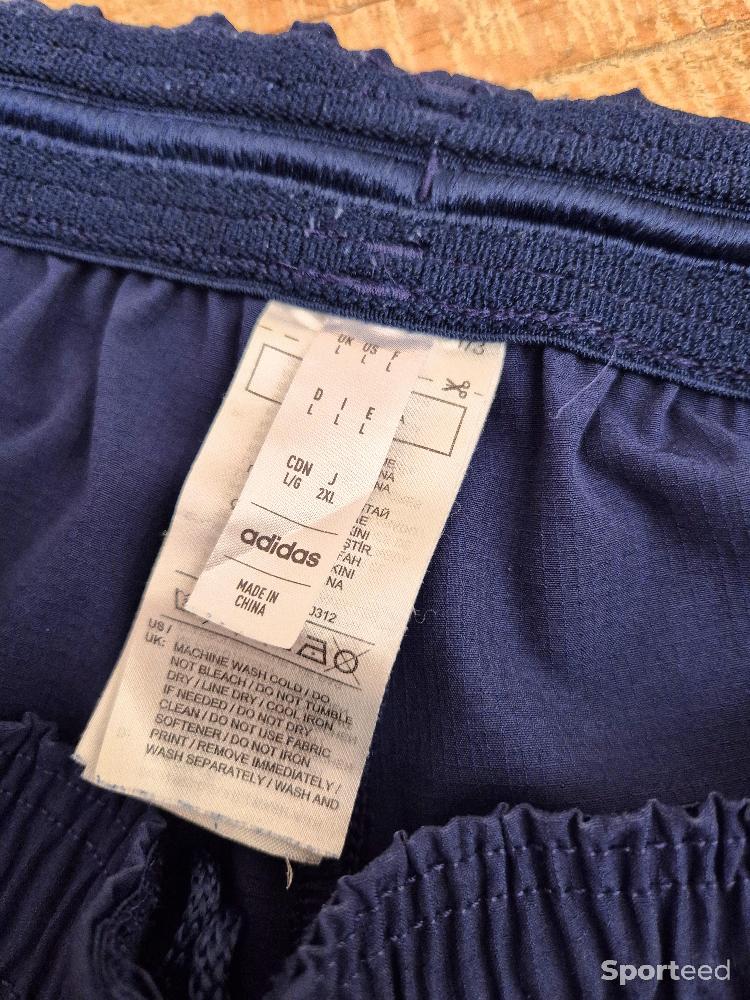 173
UK US F
L L L
D I E
L L L
CDN J
L/G 2XL
adidas
MADE IN
CHINA
0312
US /
UK: MACHINE WASH COLD / DO
NOT BLEACH / DO NOT TUMBLE
DRY / LINE DRY / COOL IRON
IF NEEDED / DO NOT DRY
CLEAN / DO NOT USE FABRIC
SOFTENER / DO NOT IRON
PRINT / REMOVE IMMEDIATELY /
WASH SEPARATELY / WASH AND
Sporteed